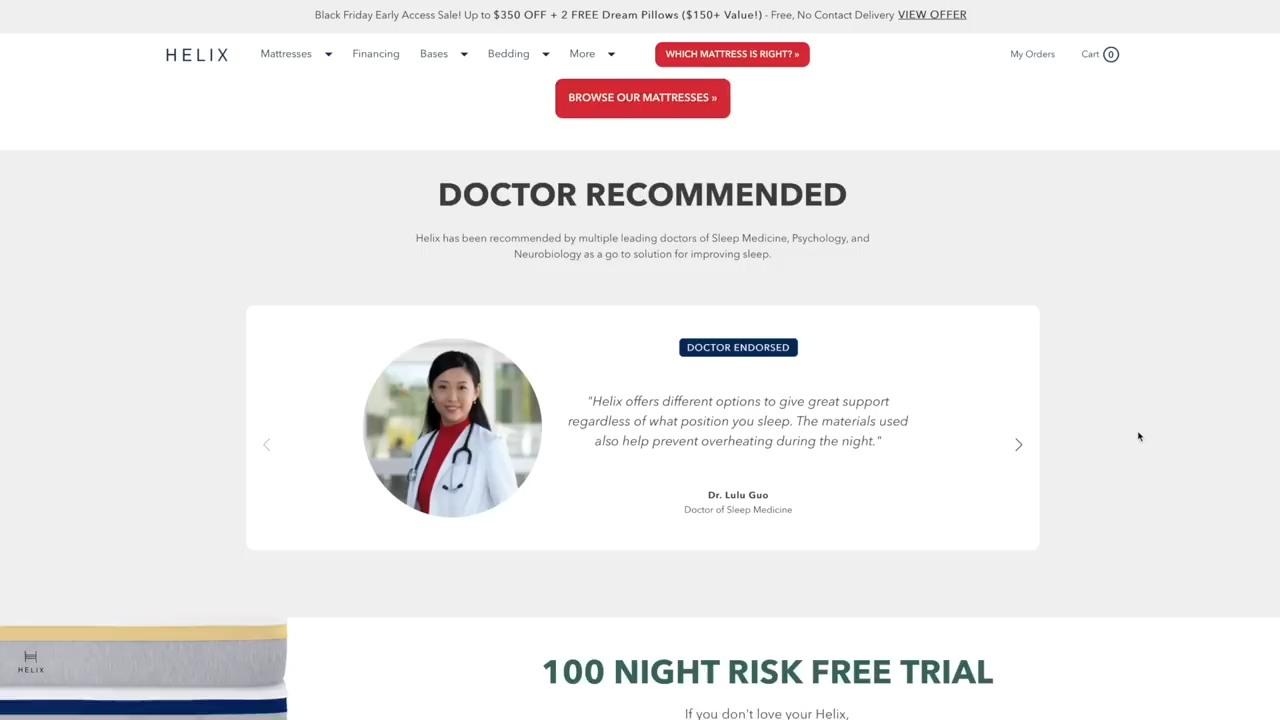 Black Friday Early Access Sale! Up to $350 OFF + 2 FREE Dream Pillows ($150+ Value!) - Free, No Contact Delivery VIEW OFFER
HELIX Mattresses Financing Bases Bedding More WHICH MATTRESS IS RIGHT? » My Orders Cart 0
BROWSE OUR MATTRESSES »
DOCTOR RECOMMENDED
Helix has been recommended by multiple leading doctors of Sleep Medicine, Psychology, and
Neurobiology as a go to solution for improving sleep.
DOCTOR ENDORSED
"Helix offers different options to give great support
regardless of what position you sleep. The materials used
also help prevent overheating during the night."
Dr. Lulu Guo
Doctor of Sleep Medicine
HELIX
100 NIGHT RISK FREE TRIAL
If you don't love your Helix,